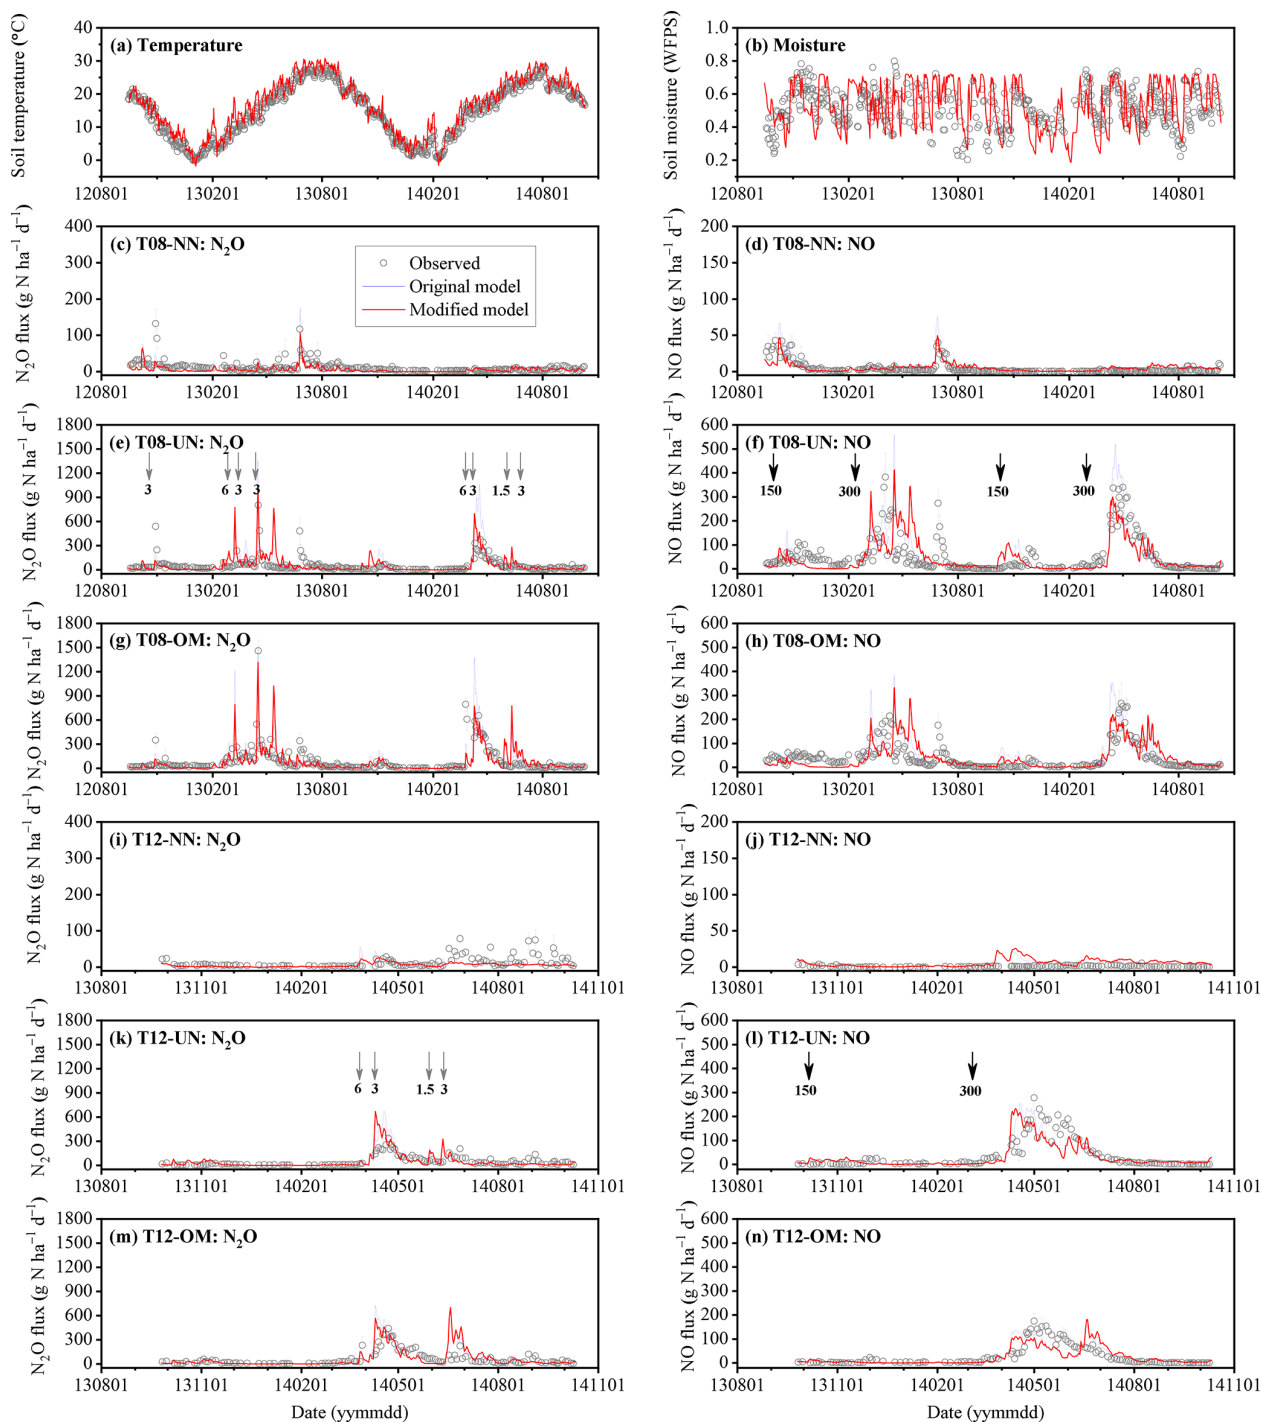 (a) Temperature
Soil temperature (°C)
40
30
20
10
0
120801 130201 130801 140201 140801
(b) Moisture
Soil moisture (WFPS)
1.0
0.8
0.6
0.4
0.2
120801 130201 130801 140201 140801
(c) T08-NN: N₂O
N₂O flux (g N ha⁻¹ d⁻¹)
400
300
200
100
0
Observed
Original model
Modified model
120801 130201 130801 140201 140801
(d) T08-NN: NO
NO flux (g N ha⁻¹ d⁻¹)
200
150
100
50
0
120801 130201 130801 140201 140801
(e) T08-UN: N₂O
N₂O flux (g N ha⁻¹ d⁻¹)
1800
1500
1200
900
600
300
0
3 6 3 3 6 3 1.5 3
120801 130201 130801 140201 140801
(f) T08-UN: NO
NO flux (g N ha⁻¹ d⁻¹)
600
500
400
300
200
100
0
150 300 150 300
120801 130201 130801 140201 140801
(g) T08-OM: N₂O
N₂O flux (g N ha⁻¹ d⁻¹)
1800
1500
1200
900
600
300
0
120801 130201 130801 140201 140801
(h) T08-OM: NO
NO flux (g N ha⁻¹ d⁻¹)
600
500
400
300
200
100
0
120801 130201 130801 140201 140801
(i) T12-NN: N₂O
N₂O flux (g N ha⁻¹ d⁻¹)
400
300
200
100
0
130801 131101 140201 140501 140801 141101
(j) T12-NN: NO
NO flux (g N ha⁻¹ d⁻¹)
200
150
100
50
0
130801 131101 140201 140501 140801 141101
(k) T12-UN: N₂O
N₂O flux (g N ha⁻¹ d⁻¹)
1800
1500
1200
900
600
300
0
6 3 1.5 3
130801 131101 140201 140501 140801 141101
(l) T12-UN: NO
NO flux (g N ha⁻¹ d⁻¹)
600
500
400
300
200
100
0
150 300
130801 131101 140201 140501 140801 141101
(m) T12-OM: N₂O
N₂O flux (g N ha⁻¹ d⁻¹)
1800
1500
1200
900
600
300
0
130801 131101 140201 140501 140801 141101
Date (yymmdd)
(n) T12-OM: NO
NO flux (g N ha⁻¹ d⁻¹)
600
500
400
300
200
100
0
130801 131101 140201 140501 140801 141101
Date (yymmdd)